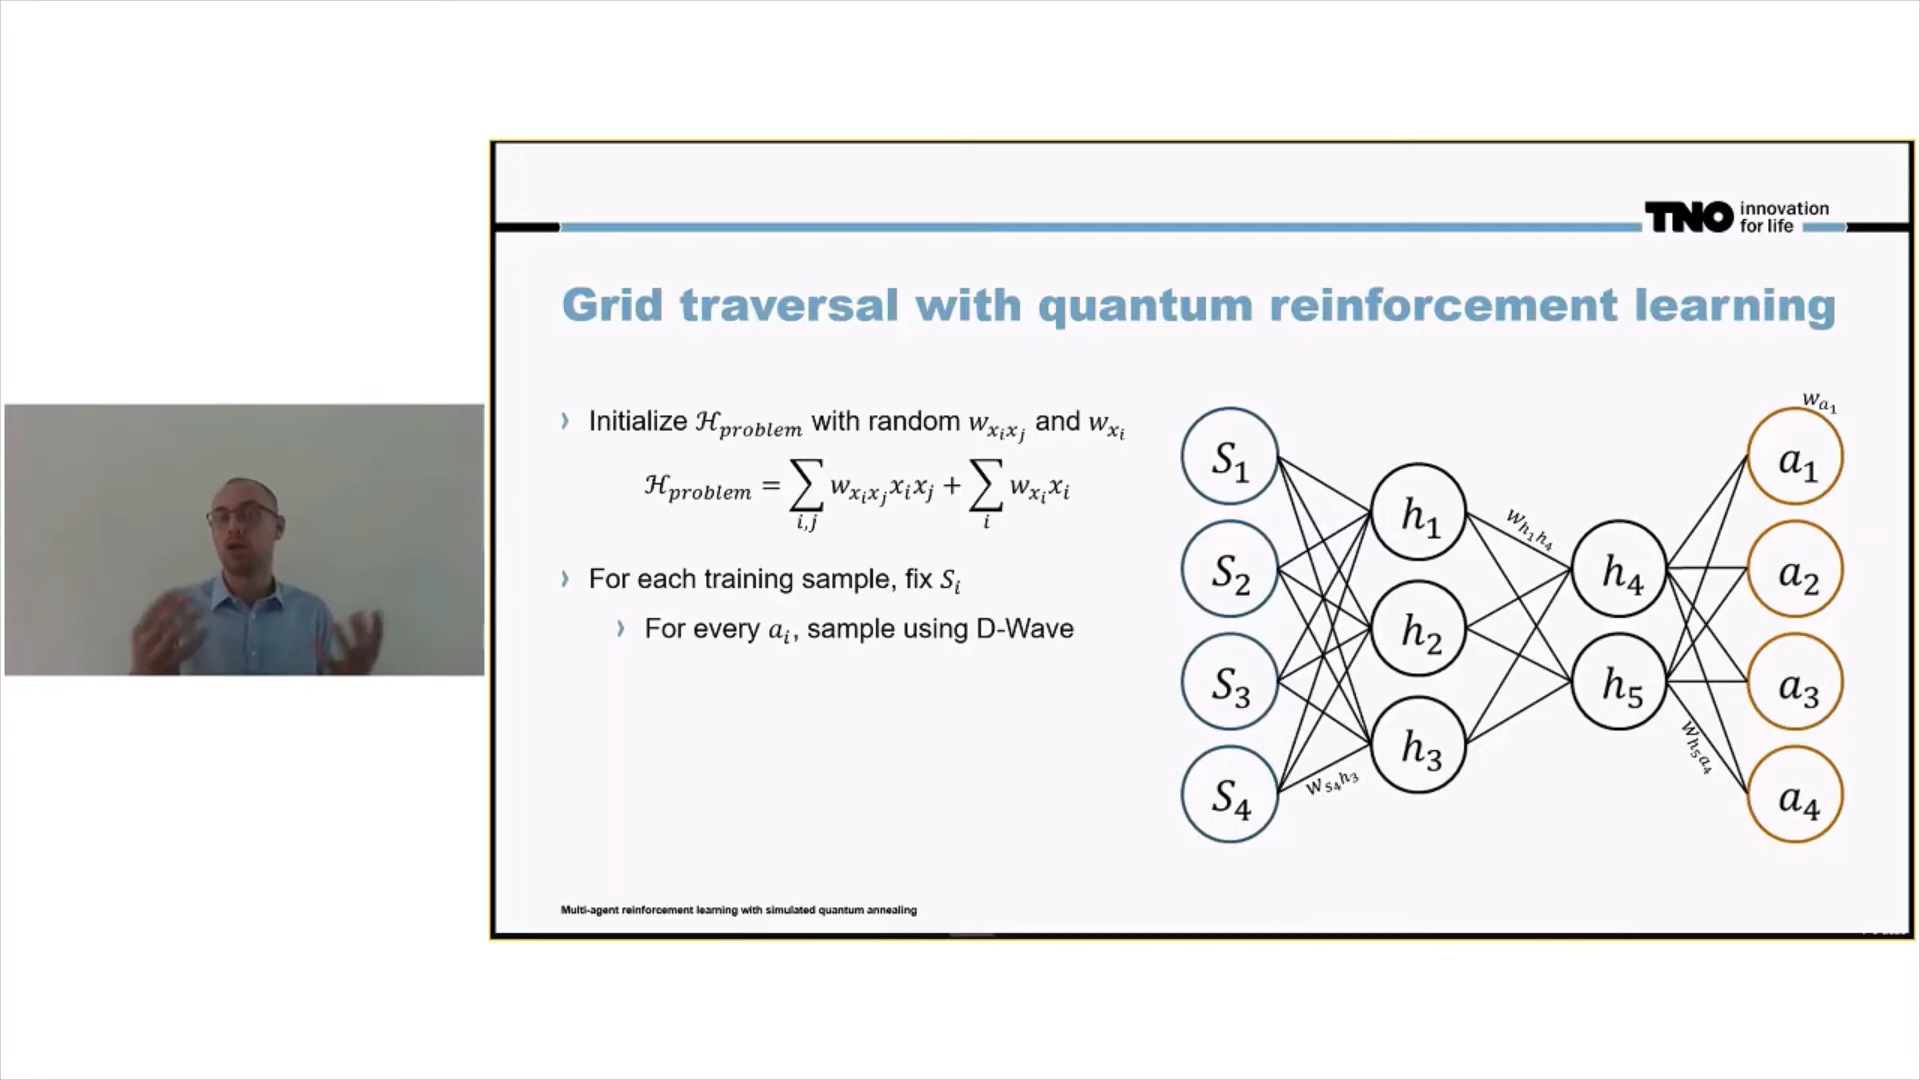 TNO innovation
for life
Grid traversal with quantum reinforcement learning
› Initialize ℋ_problem with random w_{x_i x_j} and w_{x_i}
ℋ_problem = ∑_{i,j} w_{x_i x_j} x_i x_j + ∑_i w_{x_i} x_i
› For each training sample, fix S_i
› For every a_i, sample using D-Wave
w_{a_1}
S_1
S_2
S_3
S_4
h_1
h_2
h_3
w_{S_4 h_3}
w_{h_1 h_4}
h_4
h_5
w_{h_5 a_4}
a_1
a_2
a_3
a_4
Multi-agent reinforcement learning with simulated quantum annealing